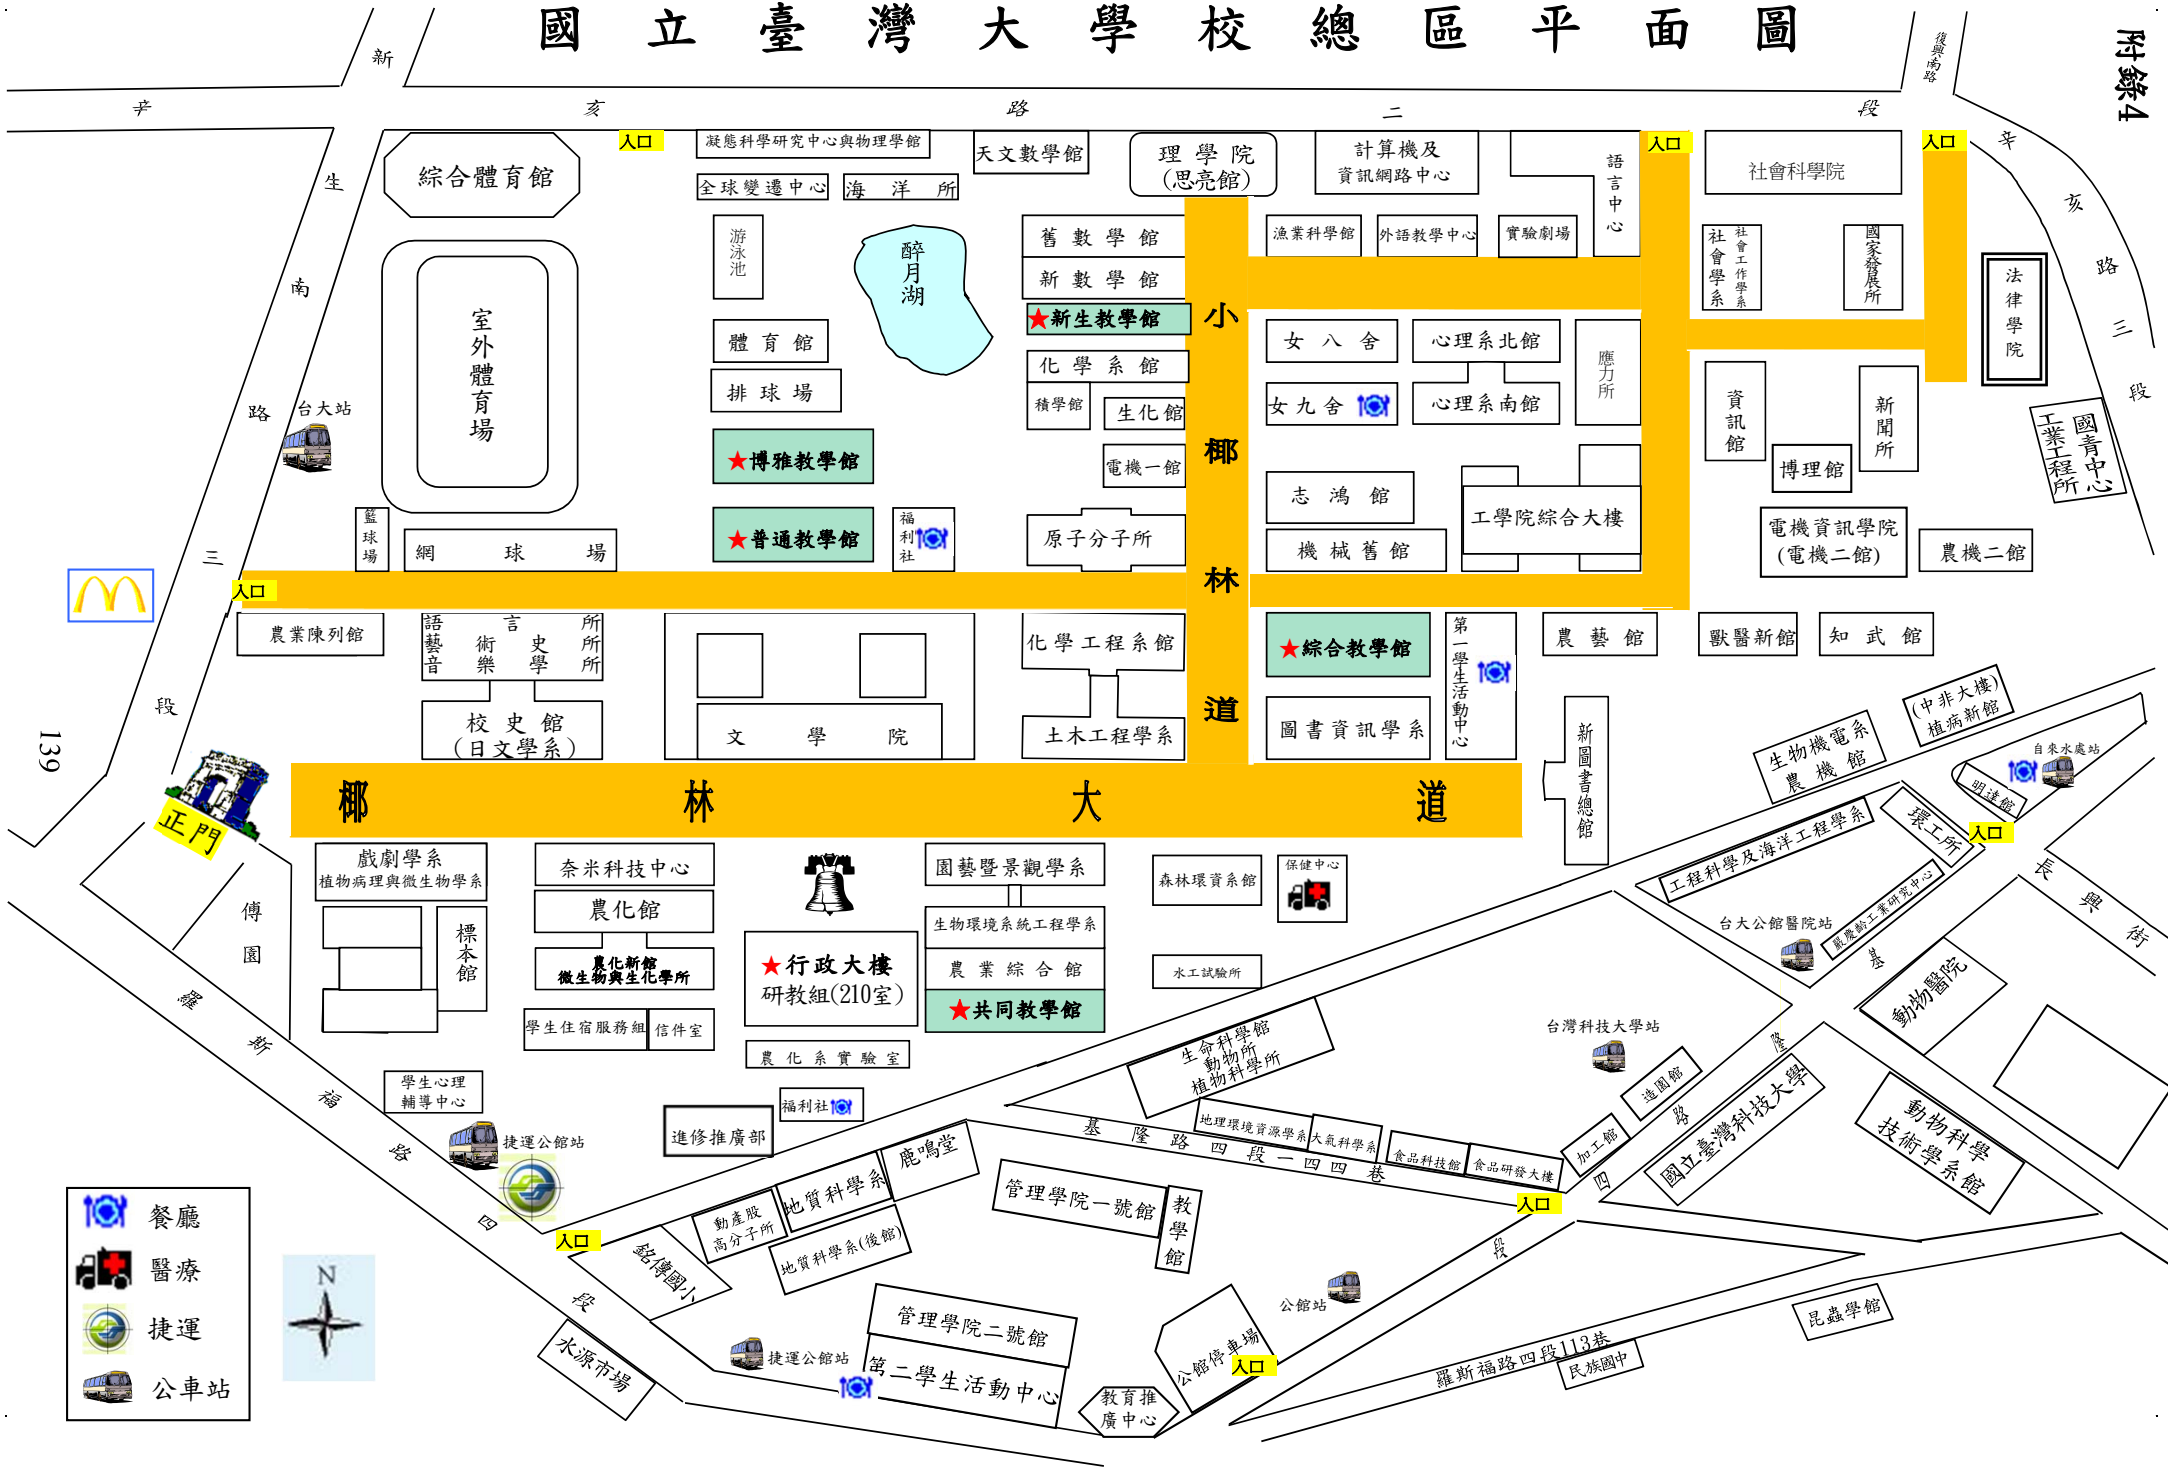 國立臺灣大學校總區平面圖
附錄4
139
新
生
南
路
三
段
辛
亥
路
二
段
復興南路
辛
亥
路
三
段
入口
入口
入口
綜合體育館
凝態科學研究中心與物理學館
全球變遷中心
海洋所
天文數學館
理學院
(思亮館)
計算機及
資訊網路中心
語言中心
社會科學院
游泳池
醉月湖
舊數學館
新數學館
★新生教學館
漁業科學館
外語教學中心
實驗劇場
社會學系
社會工作學系
國家發展所
法律學院
室外體育場
體育館
排球場
化學系館
積學館
生化館
電機一館
小椰林道
女八舍
女九舍
心理系北館
心理系南館
應力所
資訊館
新聞所
博理館
國青中心
工業工程所
台大站
★博雅教學館
★普通教學館
福利社
籃球場
網球場
原子分子所
志鴻館
機械舊館
工學院綜合大樓
電機資訊學院
(電機二館)
農機二館
入口
農業陳列館
語言所
藝術史所
音樂學所
校史館
(日文學系)
文學院
化學工程系館
土木工程學系
★綜合教學館
圖書資訊學系
第一學生活動中心
農藝館
獸醫新館
知武館
新圖書總館
(中非大樓)
植病新館
生物機電系
農機館
自來水處站
明達館
環工所
入口
工程科學及海洋工程學系
嚴慶齡工業研究中心
台大公館醫院站
長興街
正門
椰林大道
傅園
戲劇學系
植物病理與微生物學系
標本館
奈米科技中心
農化館
農化新館
微生物與生化學所
學生住宿服務組
信件室
★行政大樓
研教組(210室)
農化系實驗室
園藝暨景觀學系
生物環境系統工程學系
農業綜合館
★共同教學館
森林環資系館
水工試驗所
保健中心
學生心理
輔導中心
捷運公館站
進修推廣部
福利社
羅
斯
福
路
四
段
入口
銘傳國小
動產股
高分子所
地質科學系
地質科學系(後館)
鹿鳴堂
生命科學館
動物所
植物科學所
基隆路四段一四四巷
地理環境資源學系
大氣科學系
食品科技館
食品研發大樓
加工館
造園館
台灣科技大學站
入口
基
隆
路
四
段
國立臺灣科技大學
動物醫院
動物科學
技術學系館
管理學院一號館
教學館
管理學院二號館
第二學生活動中心
捷運公館站
水源市場
教育推
廣中心
公館停車場
入口
公館站
羅斯福路四段113巷
民族國中
昆蟲學館
餐廳
醫療
捷運
公車站
N